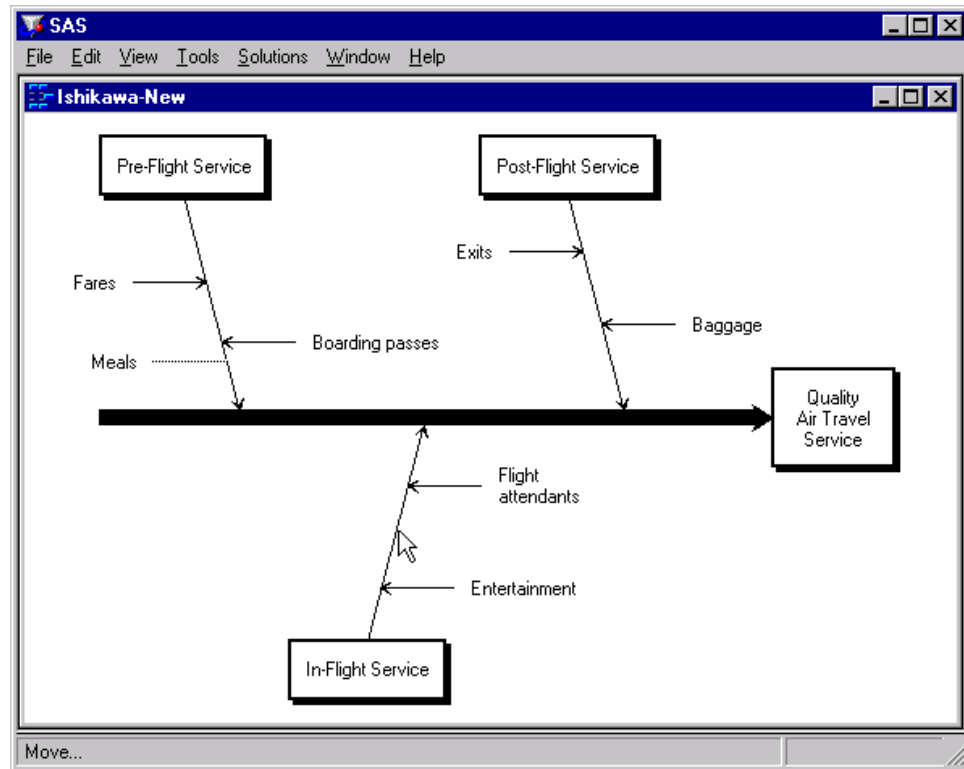 SAS
File Edit View Tools Solutions Window Help
Ishikawa-New
Pre-Flight Service
Post-Flight Service
Exits
Fares
Baggage
Boarding passes
Meals
Quality
Air Travel
Service
Flight
attendants
Entertainment
In-Flight Service
Move...